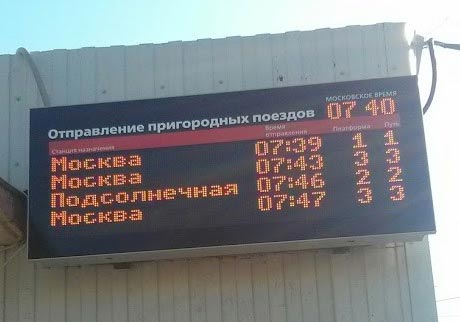 МОСКОВСКОЕ ВРЕМЯ
07 40
Отправление пригородных поездов
Станция назначения Время отправления Платформа Путь
Москва 07:39 1 1
Москва 07:43 3 3
Подсолнечная 07:46 2 2
Москва 07:47 3 3